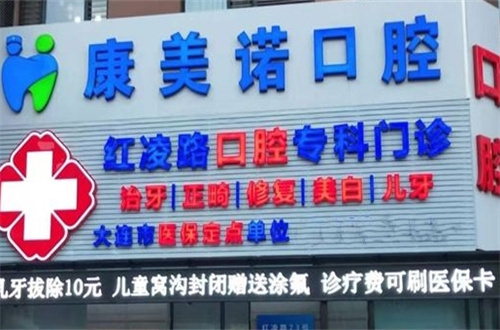 康美诺口腔
红凌路口腔专科门诊
治牙|正畸|修复|美白|儿牙
大连市医保定点单位
乳牙拔除10元 儿童窝沟封闭赠送涂氟 诊疗费可刷医保卡
口腔